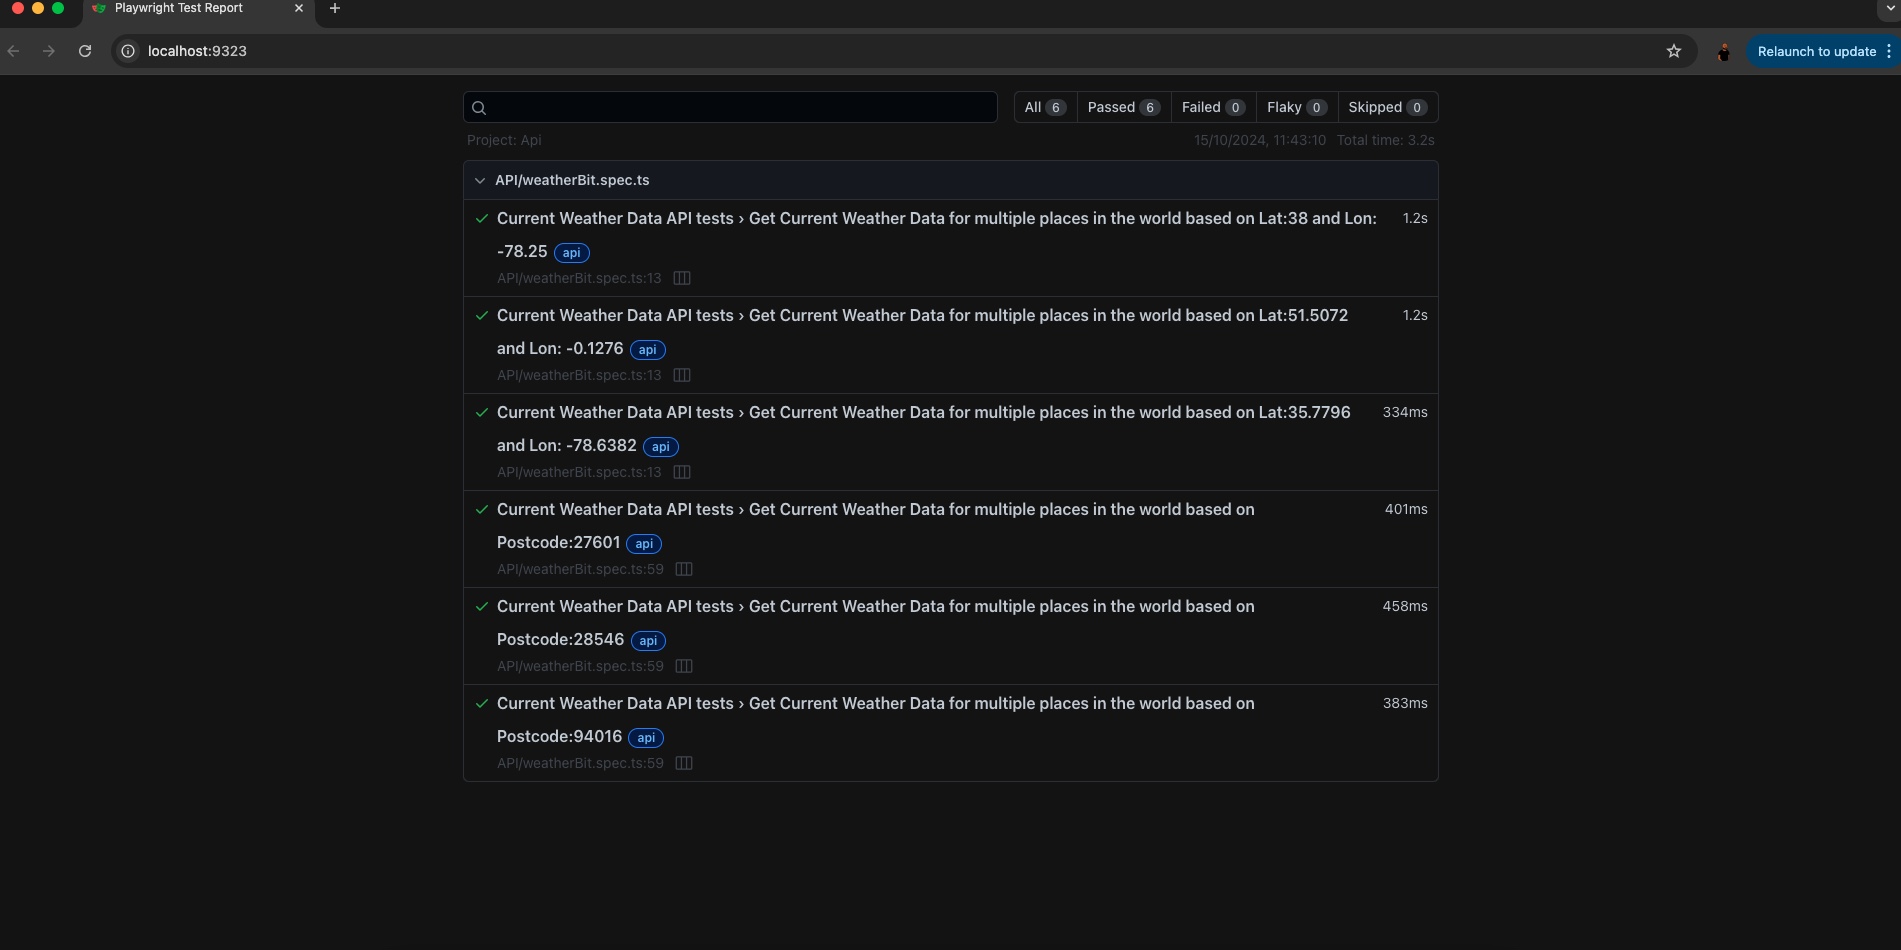 Playwright Test Report
localhost:9323
Relaunch to update
All 6 Passed 6 Failed 0 Flaky 0 Skipped 0
Project: Api 15/10/2024, 11:43:10 Total time: 3.2s
API/weatherBit.spec.ts
Current Weather Data API tests › Get Current Weather Data for multiple places in the world based on Lat:38 and Lon: 1.2s
-78.25 api
API/weatherBit.spec.ts:13
Current Weather Data API tests › Get Current Weather Data for multiple places in the world based on Lat:51.5072 1.2s
and Lon: -0.1276 api
API/weatherBit.spec.ts:13
Current Weather Data API tests › Get Current Weather Data for multiple places in the world based on Lat:35.7796 334ms
and Lon: -78.6382 api
API/weatherBit.spec.ts:13
Current Weather Data API tests › Get Current Weather Data for multiple places in the world based on 401ms
Postcode:27601 api
API/weatherBit.spec.ts:59
Current Weather Data API tests › Get Current Weather Data for multiple places in the world based on 458ms
Postcode:28546 api
API/weatherBit.spec.ts:59
Current Weather Data API tests › Get Current Weather Data for multiple places in the world based on 383ms
Postcode:94016 api
API/weatherBit.spec.ts:59